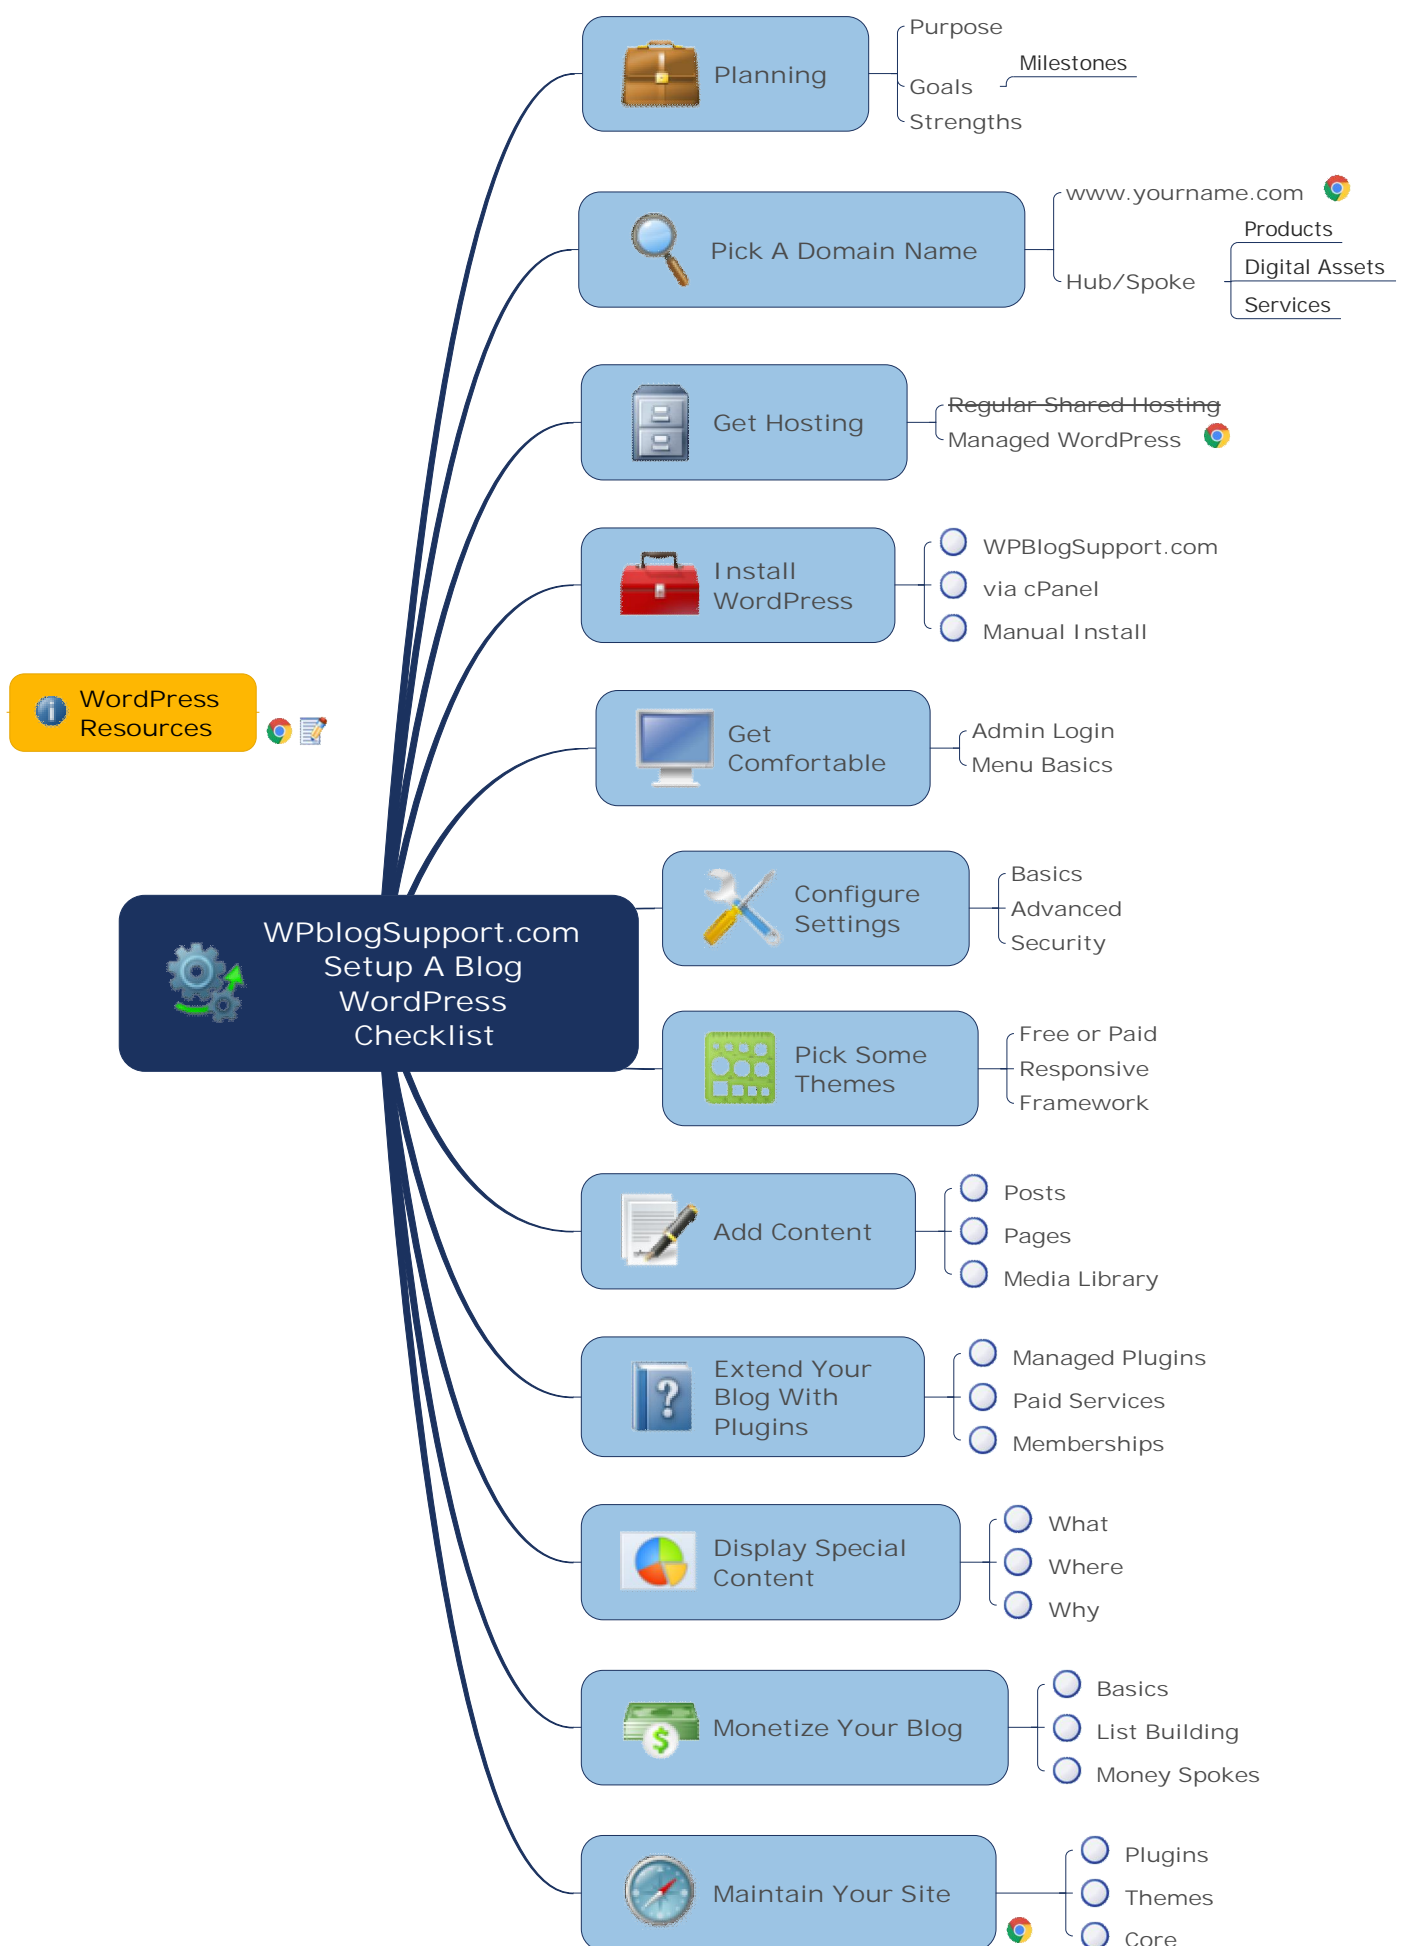 Planning
Purpose
Goals
Milestones
Strengths
Pick A Domain Name
www.yourname.com
Hub/Spoke
Products
Digital Assets
Services
Get Hosting
Regular Shared Hosting
Managed WordPress
Install
WordPress
WPBlogSupport.com
via cPanel
Manual Install
WordPress
Resources
Get
Comfortable
Admin Login
Menu Basics
WPblogSupport.com
Setup A Blog
WordPress
Checklist
Configure
Settings
Basics
Advanced
Security
Pick Some
Themes
Free or Paid
Responsive
Framework
Add Content
Posts
Pages
Media Library
Extend Your
Blog With
Plugins
Managed Plugins
Paid Services
Memberships
Display Special
Content
What
Where
Why
Monetize Your Blog
Basics
List Building
Money Spokes
Maintain Your Site
Plugins
Themes
Core